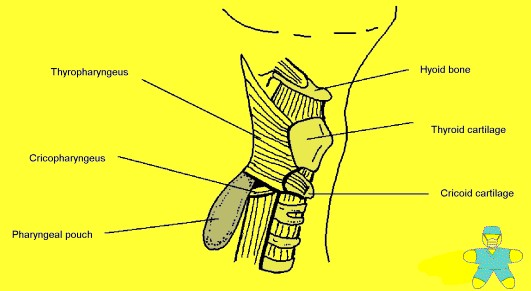 Thyropharyngeus
Hyoid bone
Thyroid cartilage
Cricopharyngeus
Cricoid cartilage
Pharyngeal pouch